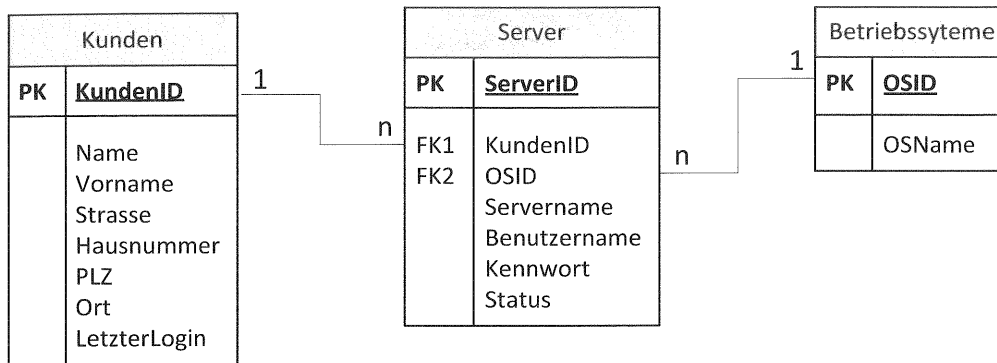 Kunden
PK KundenID
Name
Vorname
Strasse
Hausnummer
PLZ
Ort
LetzterLogin
1
n
Server
PK ServerID
FK1 KundenID
FK2 OSID
Servername
Benutzername
Kennwort
Status
n
1
Betriebssyteme
PK OSID
OSName